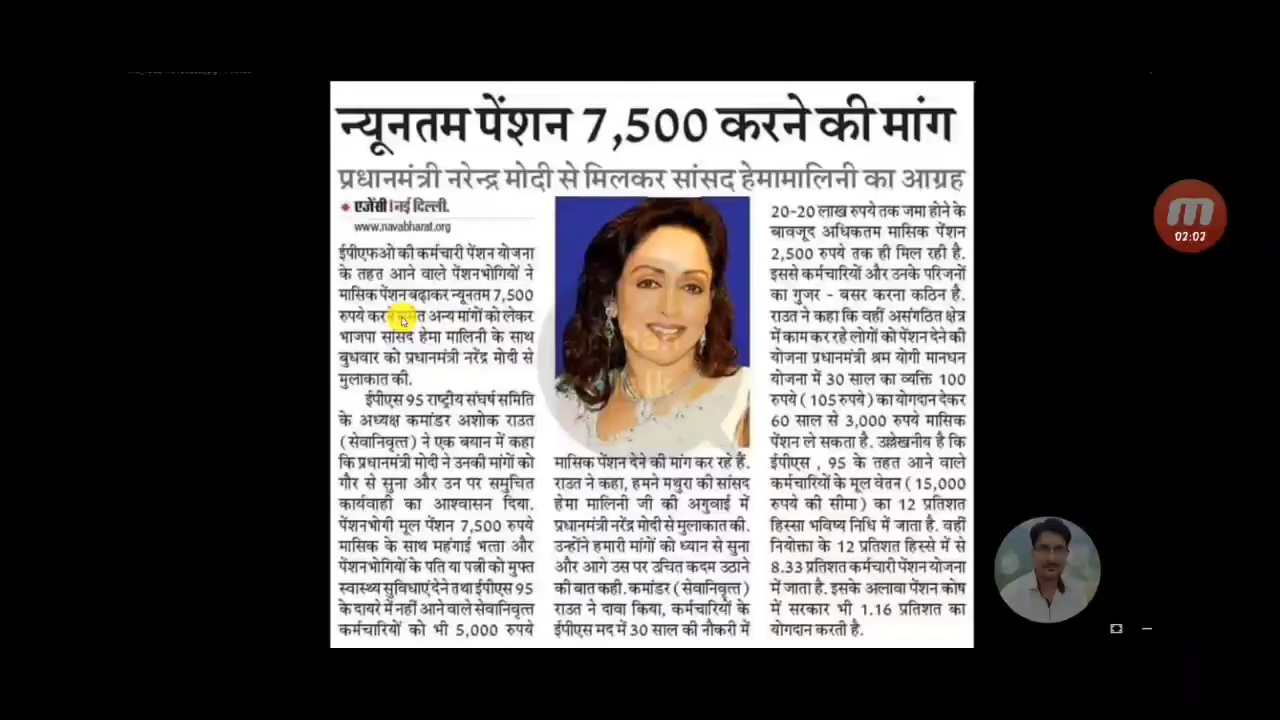 न्यूनतम पेंशन 7,500 करने की मांग
प्रधानमंत्री नरेन्द्र मोदी से मिलकर सांसद हेमामालिनी का आग्रह
एजेंसी।नई दिल्ली.
www.navabharat.org
ईपीएफओ की कर्मचारी पेंशन योजना
के तहत आने वाले पेंशनभोगियों ने
मासिक पेंशन बढ़ाकर न्यूनतम 7,500
रुपये करने समेत अन्य मांगों को लेकर
भाजपा सांसद हेमा मालिनी के साथ
बुधवार को प्रधानमंत्री नरेंद्र मोदी से
मुलाकात की.
ईपीएस 95 राष्ट्रीय संघर्ष समिति
के अध्यक्ष कमांडर अशोक राउत
(सेवानिवृत्त) ने एक बयान में कहा
कि प्रधानमंत्री मोदी ने उनकी मांगों को
गौर से सुना और उन पर समुचित
कार्यवाही का आश्वासन दिया.
पेंशनभोगी मूल पेंशन 7,500 रुपये
मासिक के साथ महंगाई भत्ता और
पेंशनभोगियों के पति या पत्नी को मुफ्त
स्वास्थ्य सुविधाएं देने तथा ईपीएस 95
के दायरे में नहीं आने वाले सेवानिवृत्त
कर्मचारियों को भी 5,000 रुपये
मासिक पेंशन देने की मांग कर रहे हैं.
राउत ने कहा, हमने मथुरा की सांसद
हेमा मालिनी जी की अगुवाई में
प्रधानमंत्री नरेंद्र मोदी से मुलाकात की.
उन्होंने हमारी मांगों को ध्यान से सुना
और आगे उस पर उचित कदम उठाने
की बात कही. कमांडर (सेवानिवृत्त)
राउत ने दावा किया, कर्मचारियों के
ईपीएस मद में 30 साल की नौकरी में
20-20 लाख रुपये तक जमा होने के
बावजूद अधिकतम मासिक पेंशन
2,500 रुपये तक ही मिल रही है.
इससे कर्मचारियों और उनके परिजनों
का गुजर - बसर करना कठिन है.
राउत ने कहा कि वहीं असंगठित क्षेत्र
में काम कर रहे लोगों को पेंशन देने की
योजना प्रधानमंत्री श्रम योगी मानधन
योजना में 30 साल का व्यक्ति 100
रुपये ( 105 रुपये ) का योगदान देकर
60 साल से 3,000 रुपये मासिक
पेंशन ले सकता है. उल्लेखनीय है कि
ईपीएस , 95 के तहत आने वाले
कर्मचारियों के मूल वेतन ( 15,000
रुपये की सीमा ) का 12 प्रतिशत
हिस्सा भविष्य निधि में जाता है. वहीं
नियोक्ता के 12 प्रतिशत हिस्से में से
8.33 प्रतिशत कर्मचारी पेंशन योजना
में जाता है. इसके अलावा पेंशन कोष
में सरकार भी 1.16 प्रतिशत का
योगदान करती है.
02:02